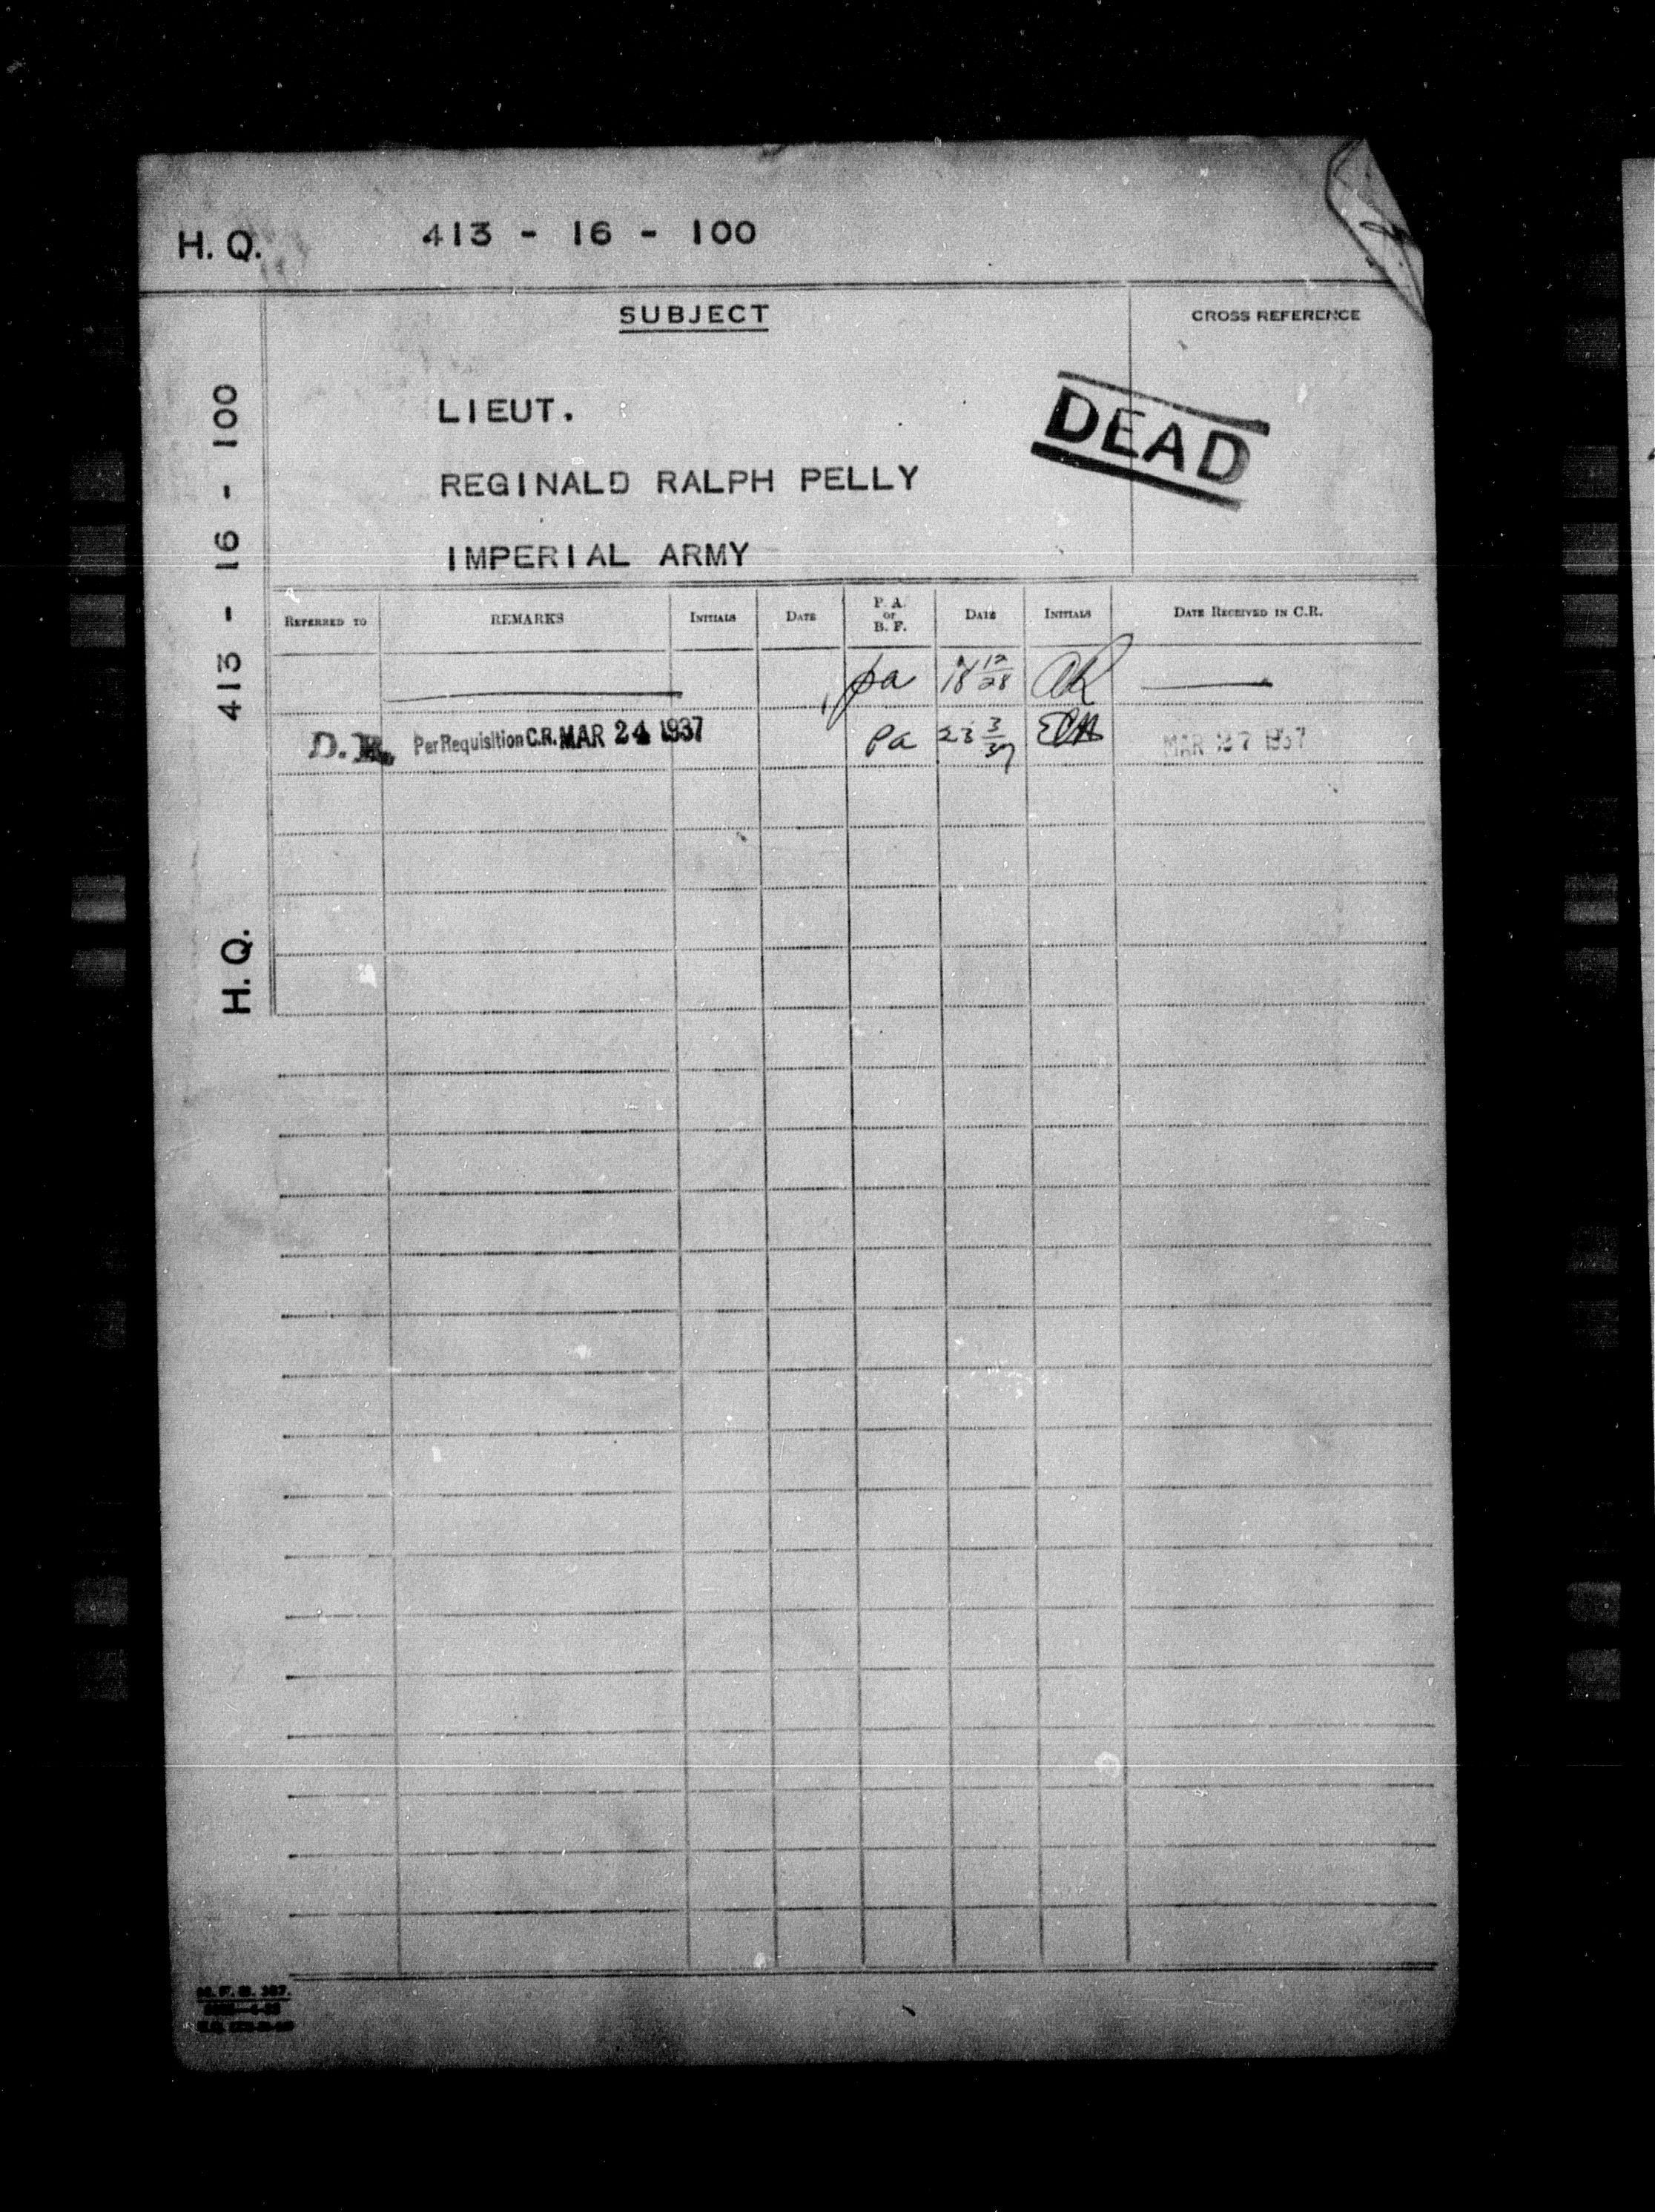 H. Q. 413 - 16 - 100
SUBJECT
CROSS REFERENCE
LIEUT.
REGINALD RALPH PELLY
IMPERIAL ARMY
DEAD
413 - 16 - 100
H. Q.
REFERRED TO REMARKS INITIALS DATE P. A. or B. F. DATE INITIALS DATE RECEIVED IN C.R.
pa 18 12/28
D. Per Requisition C.R. MAR 24 1937 Pa 23 3/37 MAR 1937